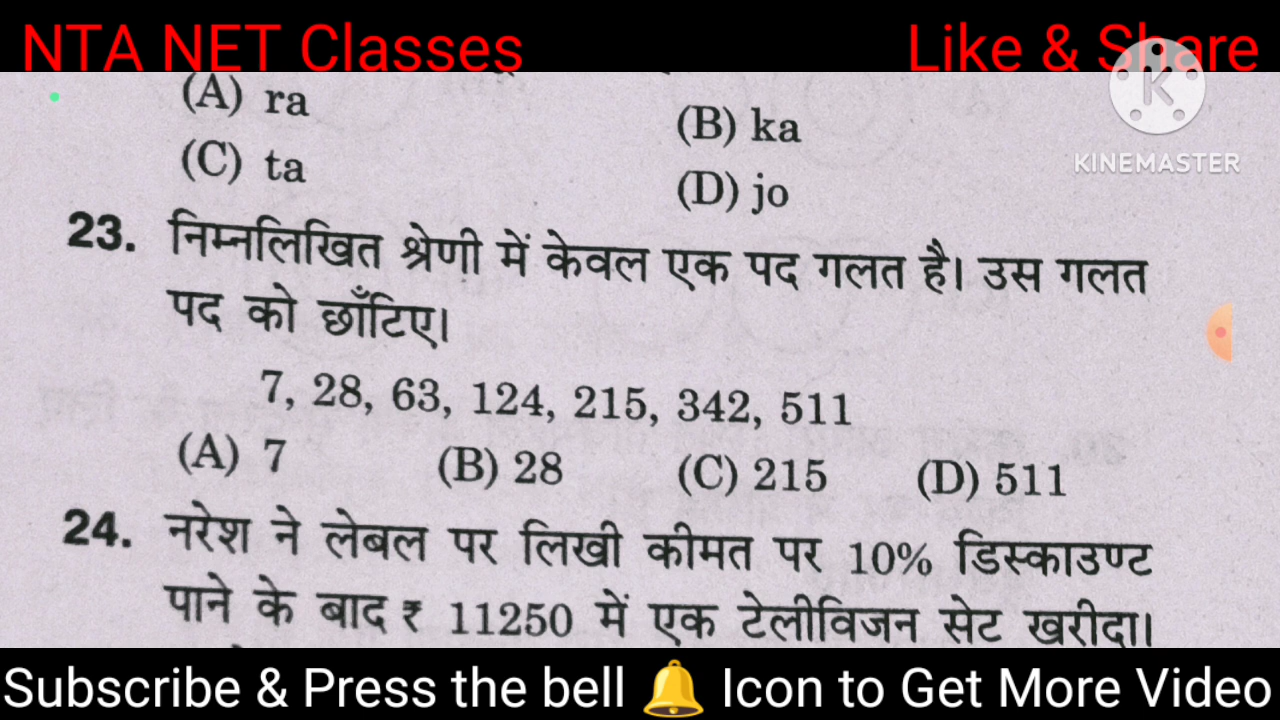 NTA NET Classes Like & Share
(A) ra (B) ka
KINEMASTER
(C) ta (D) jo
23. निम्नलिखित श्रेणी में केवल एक पद गलत है। उस गलत
पद को छाँटिए।
7, 28, 63, 124, 215, 342, 511
(A) 7 (B) 28 (C) 215 (D) 511
24. नरेश ने लेबल पर लिखी कीमत पर 10% डिस्काउण्ट
पाने के बाद ₹ 11250 में एक टेलीविजन सेट खरीदा।
Subscribe & Press the bell 🔔 Icon to Get More Video